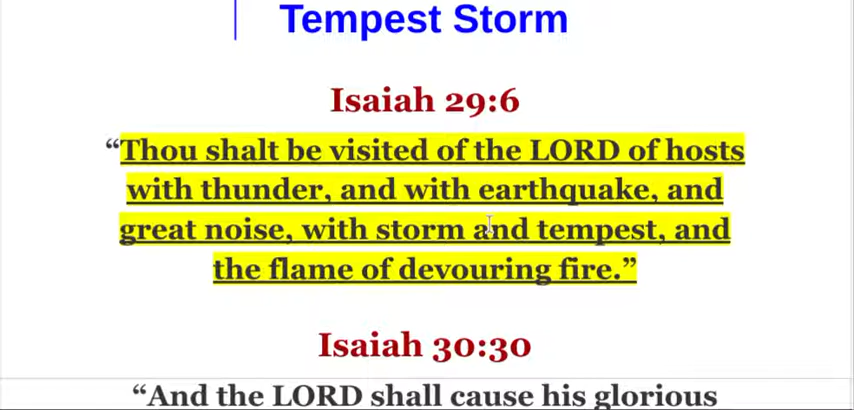 Tempest Storm
Isaiah 29:6
“Thou shalt be visited of the LORD of hosts
with thunder, and with earthquake, and
great noise, with storm and tempest, and
the flame of devouring fire.”
Isaiah 30:30
“And the LORD shall cause his glorious